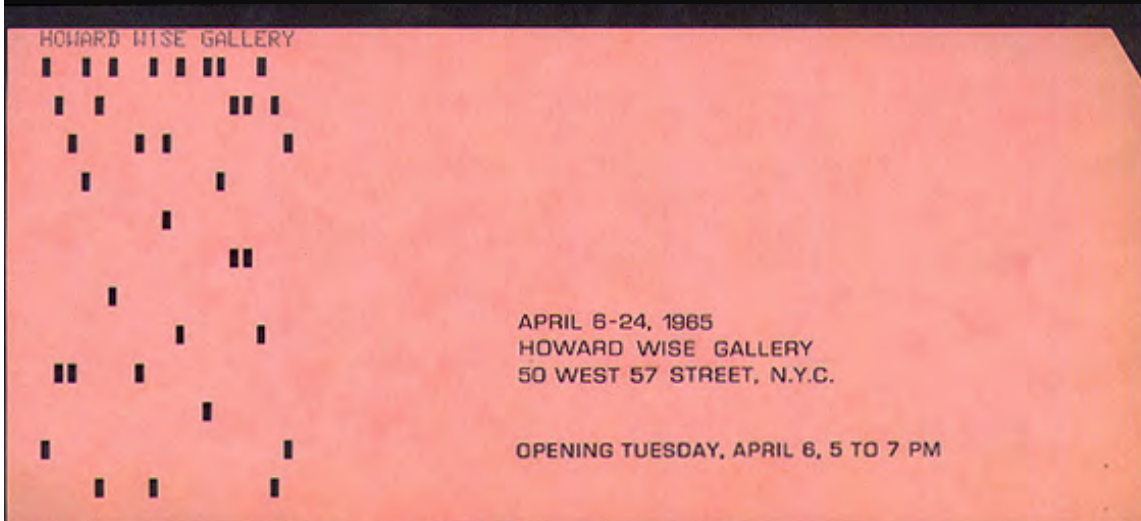 HOWARD WISE GALLERY
APRIL 6-24, 1965
HOWARD WISE GALLERY
50 WEST 57 STREET, N.Y.C.
OPENING TUESDAY, APRIL 6, 5 TO 7 PM